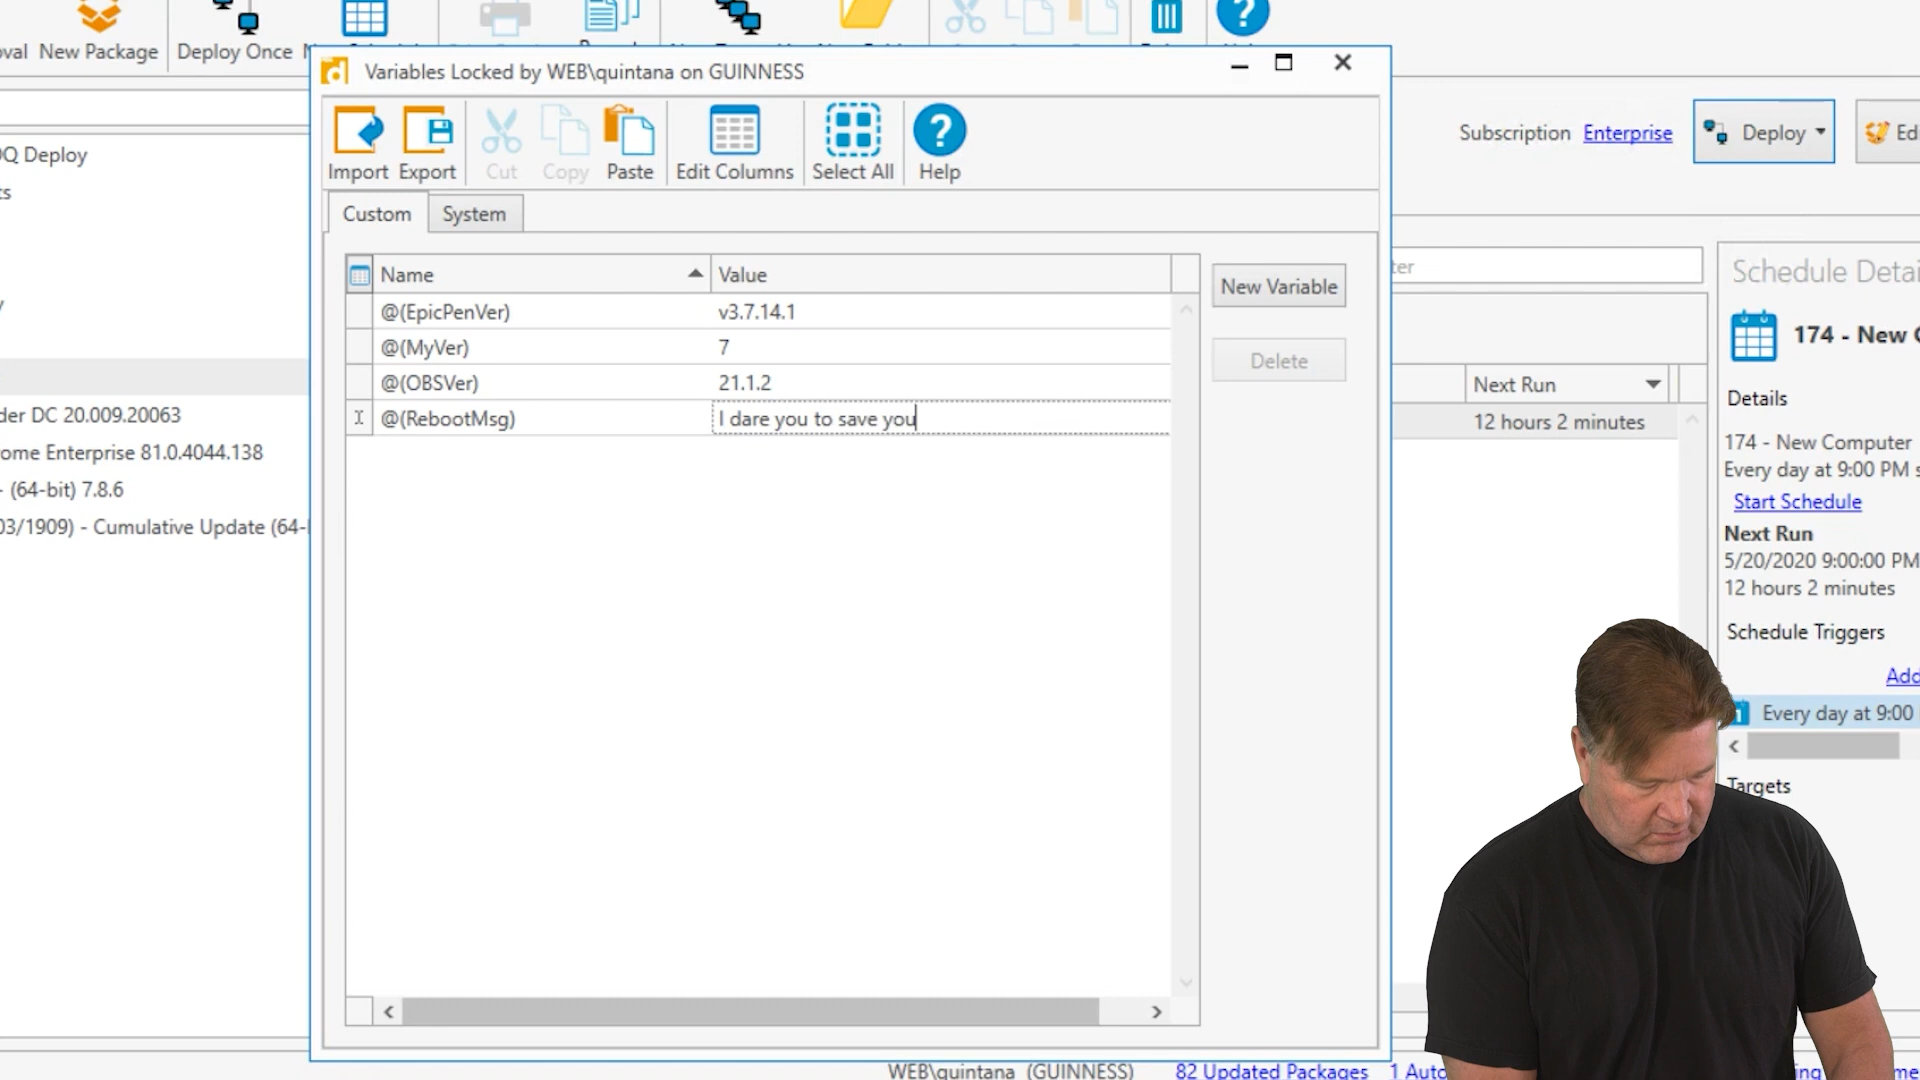 New Package
Deploy Once
Variables Locked by WEB\quintana on GUINNESS
Import
Export
Cut
Copy
Paste
Edit Columns
Select All
Help
Custom
System
Name
Value
@(EpicPenVer)
v3.7.14.1
@(MyVer)
7
@(OBSVer)
21.1.2
@(RebootMsg)
I dare you to save you
New Variable
Delete
Q Deploy
der DC 20.009.20063
ome Enterprise 81.0.4044.138
(64-bit) 7.8.6
03/1909) - Cumulative Update (64-
Subscription
Enterprise
Deploy
Ed
ter
Next Run
12 hours 2 minutes
Schedule Detai
174 - New C
Details
174 - New Computer
Every day at 9:00 PM s
Start Schedule
Next Run
5/20/2020 9:00:00 PM
12 hours 2 minutes
Schedule Triggers
Add
1
Every day at 9:00
Targets
WEB\quintana (GUINNESS)
82 Updated Packages
1 Auto